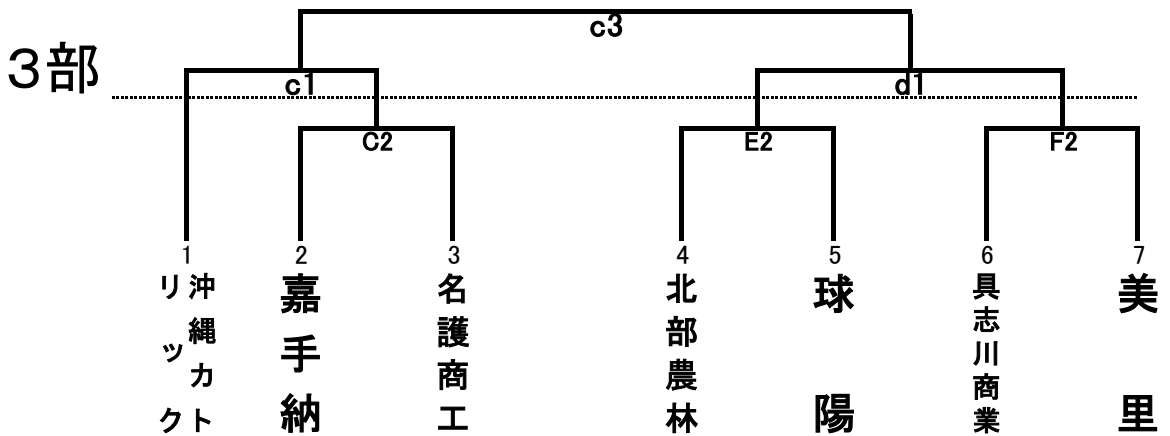 c3
３部
c1
d1
C2
E2
F2
1
2
3
4
5
6
7
沖縄カト
リック
嘉手納
名護商工
北部農林
球陽
具志川商業
美里